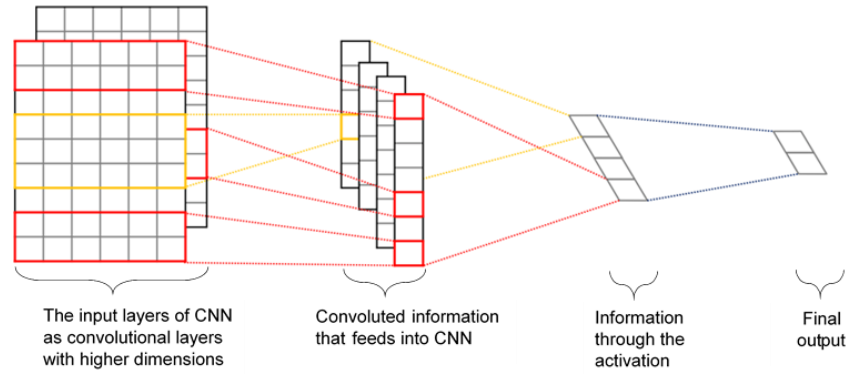 The input layers of CNN
as convolutional layers
with higher dimensions
Convoluted information
that feeds into CNN
Information
through the
activation
Final
output